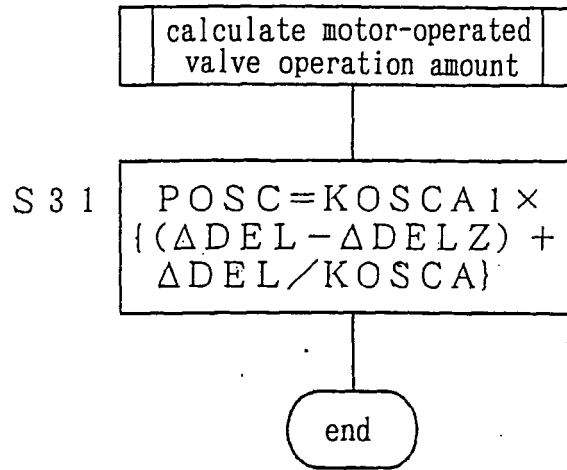 calculate motor-operated
valve operation amount
S31
POSC=KOSCA1×
{(ΔDEL-ΔDELZ)+
ΔDEL/KOSCA}
end